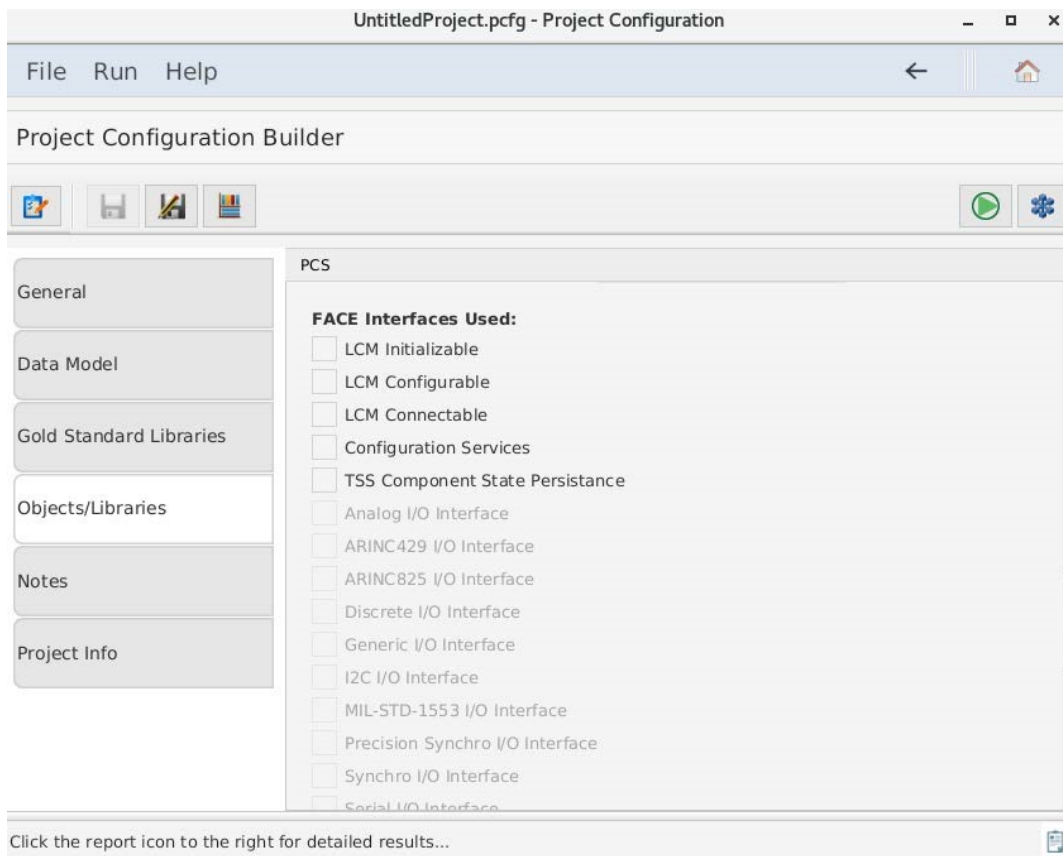 UntitledProject.pcfg - Project Configuration
File Run Help
Project Configuration Builder
General
Data Model
Gold Standard Libraries
Objects/Libraries
Notes
Project Info
PCS
FACE Interfaces Used:
LCM Initializable
LCM Configurable
LCM Connectable
Configuration Services
TSS Component State Persistance
Analog I/O Interface
ARINC429 I/O Interface
ARINC825 I/O Interface
Discrete I/O Interface
Generic I/O Interface
I2C I/O Interface
MIL-STD-1553 I/O Interface
Precision Synchro I/O Interface
Synchro I/O Interface
Serial I/O Interface
Click the report icon to the right for detailed results...